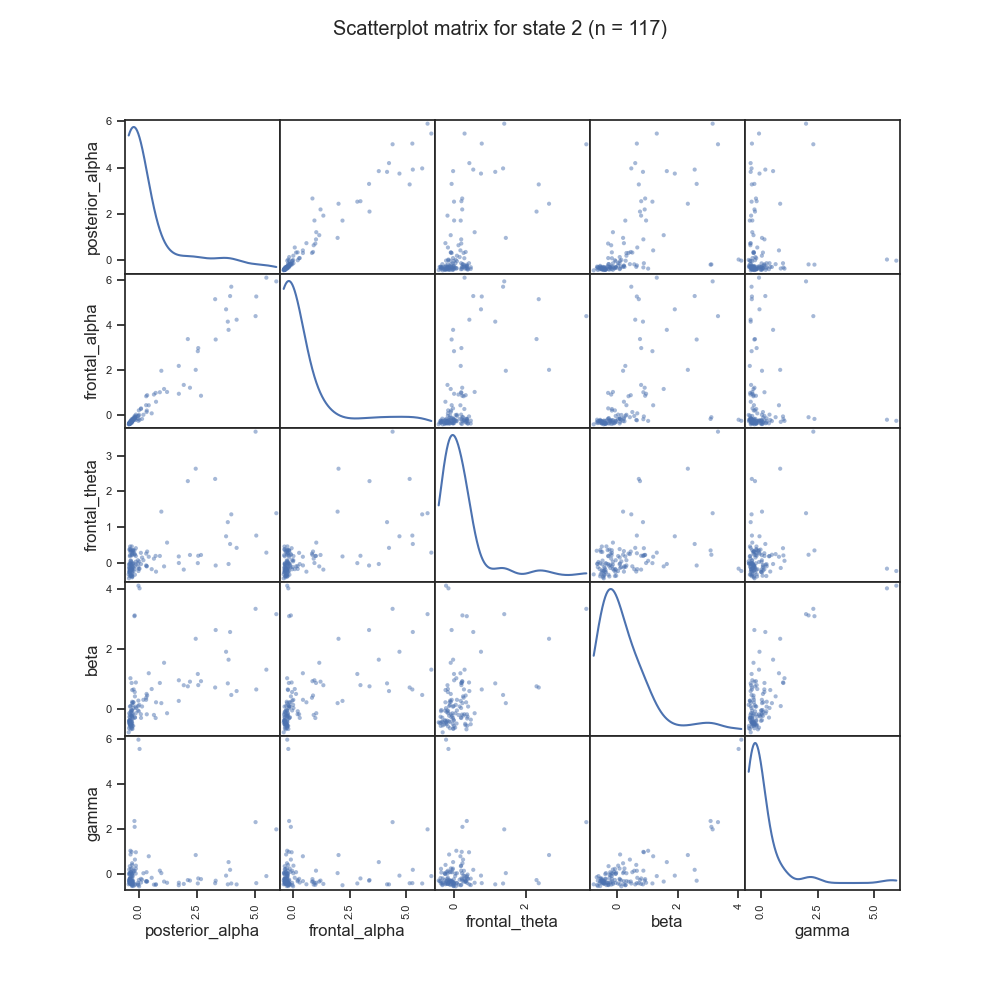 Scatterplot matrix for state 2 (n = 117)
6
4
2
0
posterior_alpha
6
4
2
0
frontal_alpha
3
2
1
0
frontal_theta
4
2
0
beta
6
4
2
0
gamma
0.0 2.5 5.0
0.0 2.5 5.0
0 2
0 2 4
0.0 2.5 5.0
posterior_alpha
frontal_alpha
frontal_theta
beta
gamma